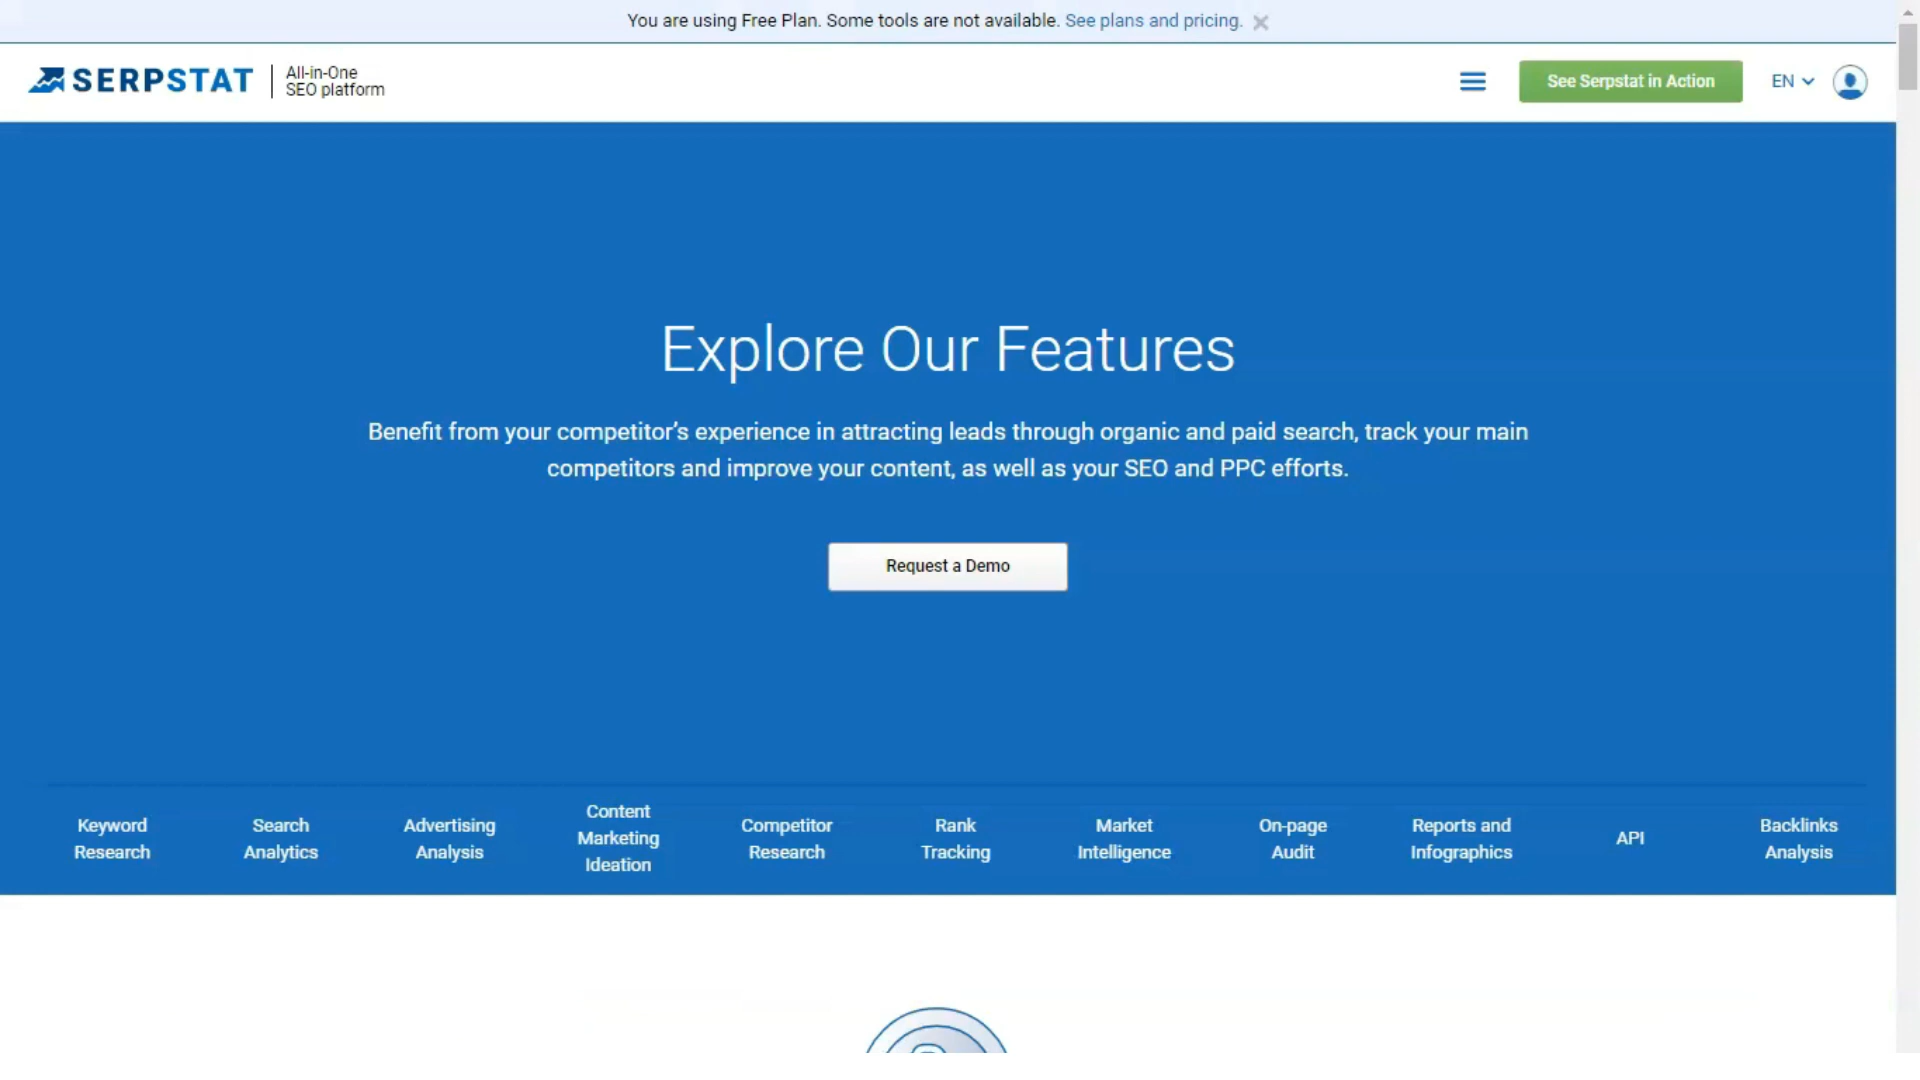 You are using Free Plan. Some tools are not available. See plans and pricing.
SERPSTAT
All-in-One
SEO platform
See Serpstat in Action
EN
Explore Our Features
Benefit from your competitor's experience in attracting leads through organic and paid search, track your main
competitors and improve your content, as well as your SEO and PPC efforts.
Request a Demo
Keyword
Research
Search
Analytics
Advertising
Analysis
Content
Marketing
Ideation
Competitor
Research
Rank
Tracking
Market
Intelligence
On-page
Audit
Reports and
Infographics
API
Backlinks
Analysis